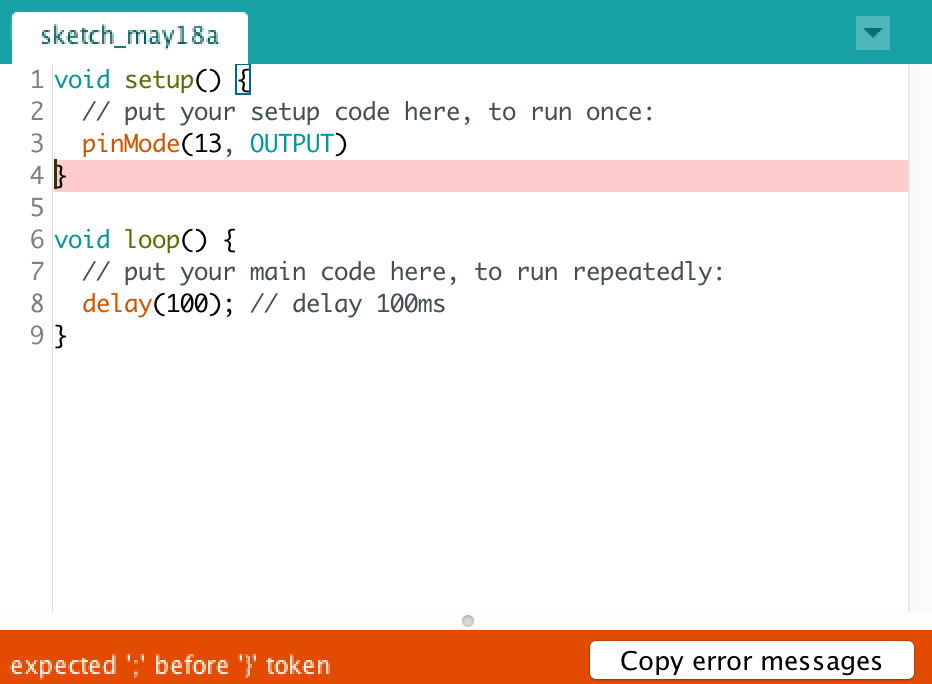 sketch_may18a
1 void setup() {
2   // put your setup code here, to run once:
3   pinMode(13, OUTPUT)
4 }
5
6 void loop() {
7   // put your main code here, to run repeatedly:
8   delay(100); // delay 100ms
9 }
expected ';' before '}' token
Copy error messages